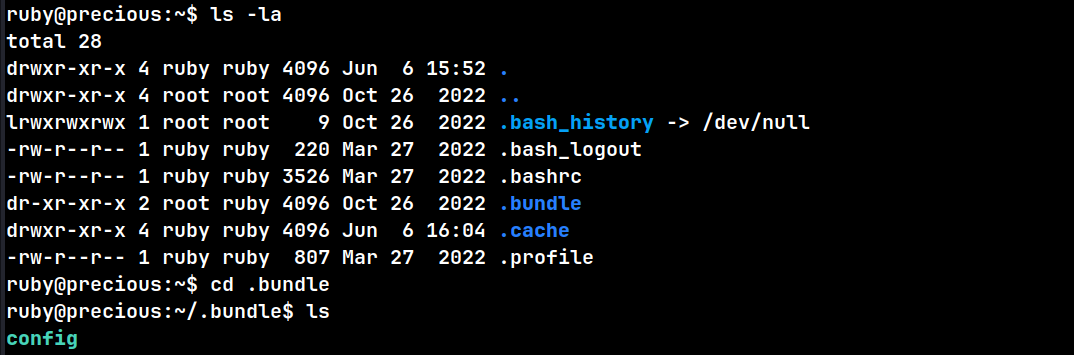 ruby@precious:~$ ls -la
total 28
drwxr-xr-x 4 ruby ruby 4096 Jun  6 15:52 .
drwxr-xr-x 4 root root 4096 Oct 26  2022 ..
lrwxrwxrwx 1 root root    9 Oct 26  2022 .bash_history -> /dev/null
-rw-r--r-- 1 ruby ruby  220 Mar 27  2022 .bash_logout
-rw-r--r-- 1 ruby ruby 3526 Mar 27  2022 .bashrc
dr-xr-xr-x 2 root ruby 4096 Oct 26  2022 .bundle
drwxr-xr-x 4 ruby ruby 4096 Jun  6 16:04 .cache
-rw-r--r-- 1 ruby ruby  807 Mar 27  2022 .profile
ruby@precious:~$ cd .bundle
ruby@precious:~/.bundle$ ls
config